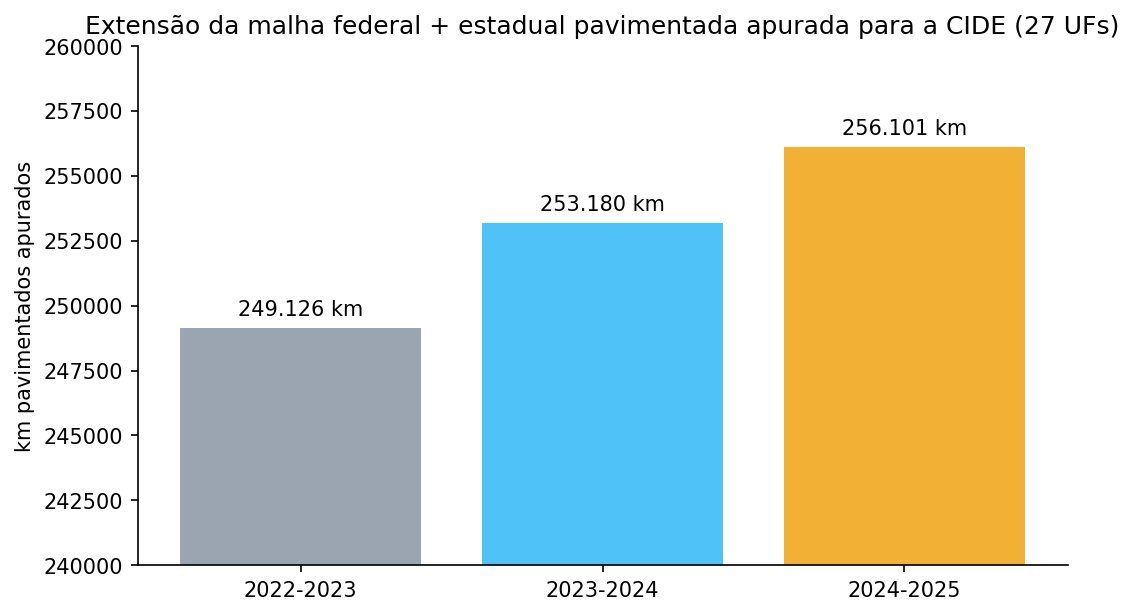 Extensão da malha federal + estadual pavimentada apurada para a CIDE (27 UFs)
km pavimentados apurados
260000
257500
255000
252500
250000
247500
245000
242500
240000
249.126 km
253.180 km
256.101 km
2022-2023
2023-2024
2024-2025